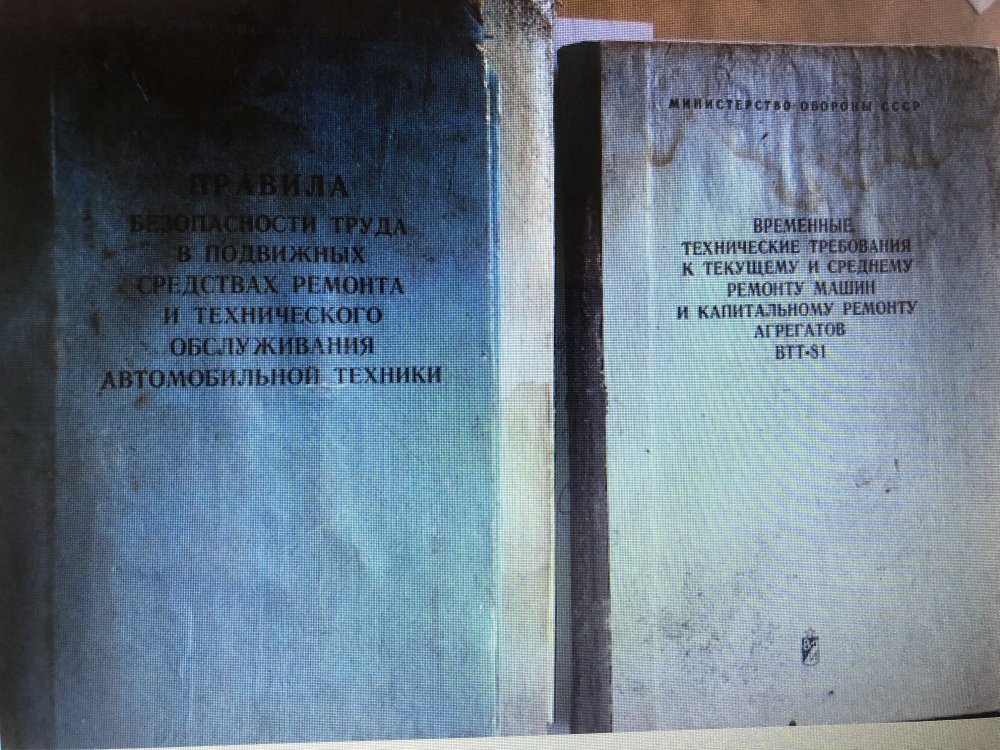 ПРАВИЛА
БЕЗОПАСНОСТИ ТРУДА
В ПОДВИЖНЫХ
СРЕДСТВАХ РЕМОНТА
И ТЕХНИЧЕСКОГО
ОБСЛУЖИВАНИЯ
АВТОМОБИЛЬНОЙ ТЕХНИКИ
МИНИСТЕРСТВО ОБОРОНЫ СССР
ВРЕМЕННЫЕ
ТЕХНИЧЕСКИЕ ТРЕБОВАНИЯ
К ТЕКУЩЕМУ И СРЕДНЕМУ
РЕМОНТУ МАШИН
И КАПИТАЛЬНОМУ РЕМОНТУ
АГРЕГАТОВ
ВТТ-81